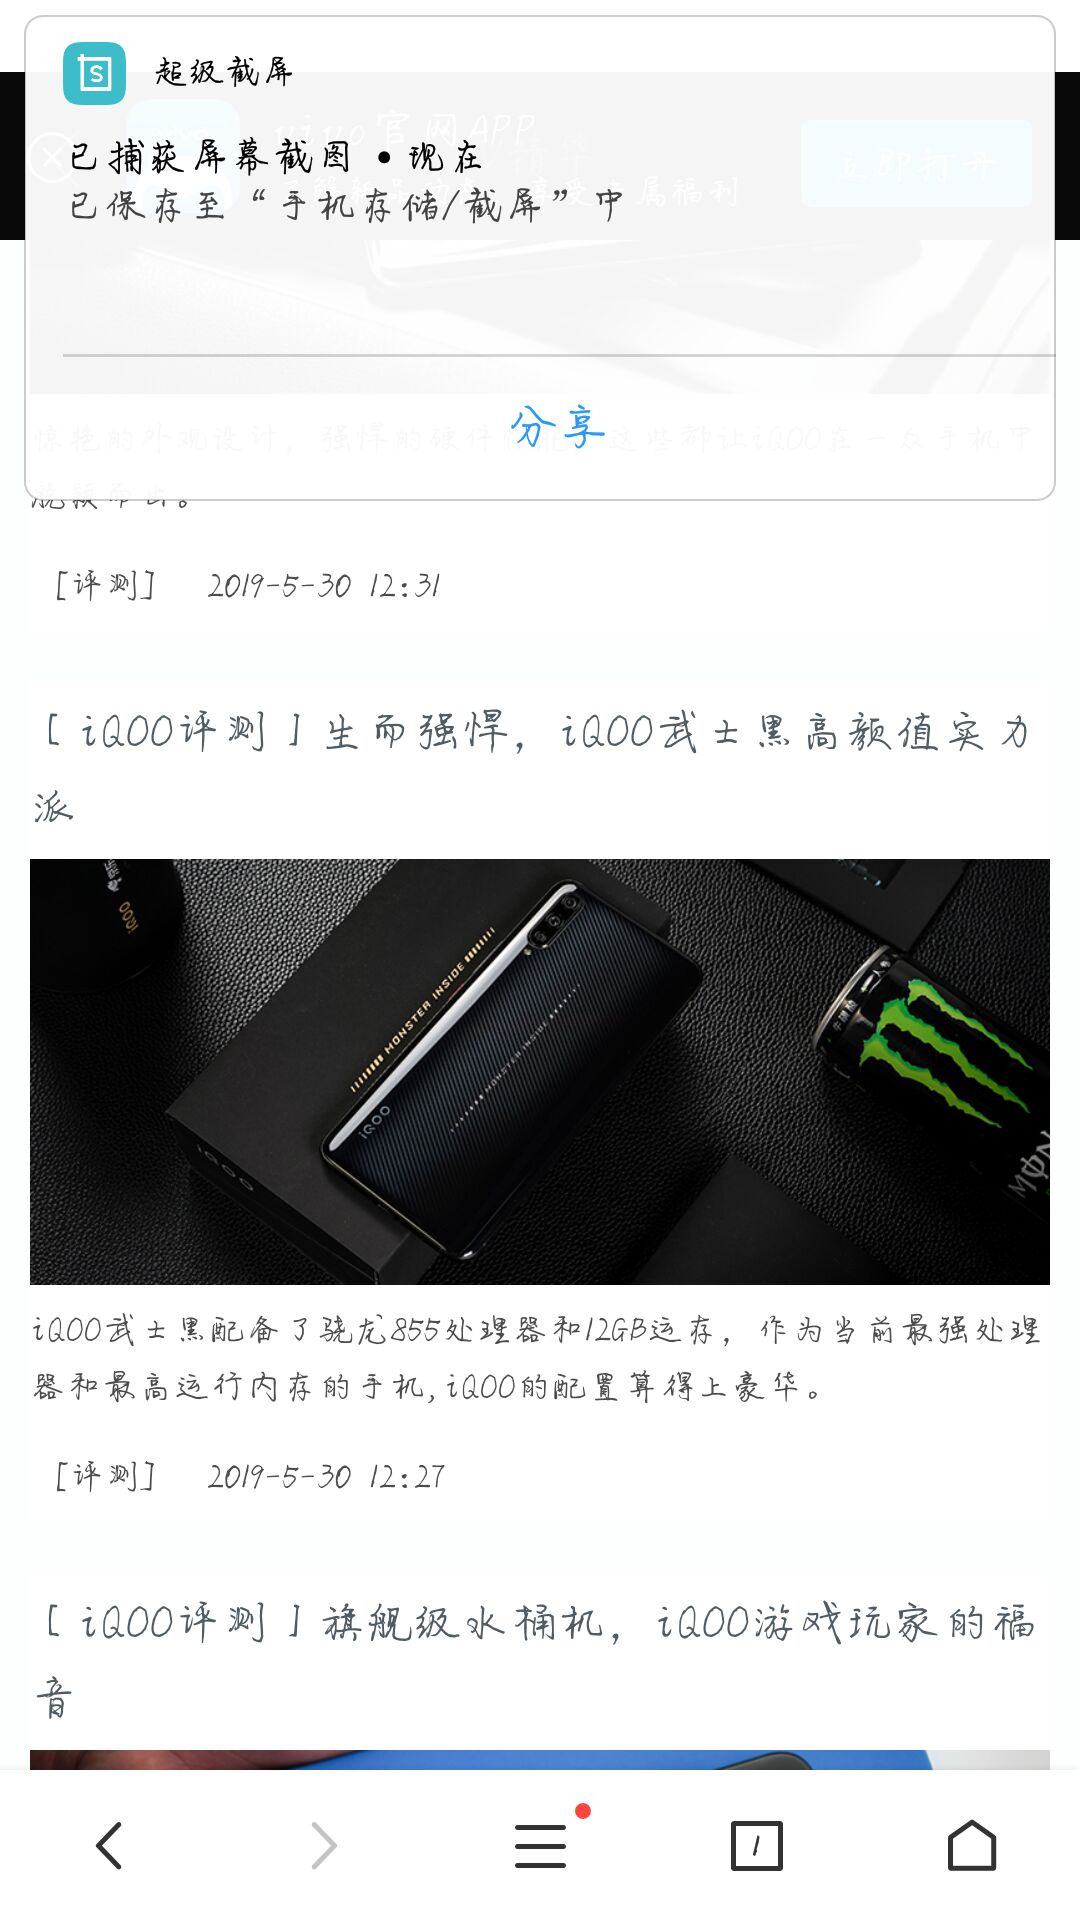 超级截屏
已捕获屏幕截图 • 现在
已保存至“手机存储/截屏”中
vivo官网APP
立即打开
分享
惊艳的外观设计，强悍的硬件 这些都让iQOO在一众手机中
脱颖而出。
[评测] 2019-5-30 12:31
[ iQOO评测 ] 生而强悍，iQOO武士黑高颜值实力
派
iQOO
MONSTER INSIDE
MONSTER INSIDE
iQOO
iQOO
iQOO武士黑配备了骁龙855处理器和12GB运存，作为当前最强处理
器和最高运行内存的手机,iQOO的配置算得上豪华。
[评测] 2019-5-30 12:27
[ iQOO评测 ] 旗舰级水桶机，iQOO游戏玩家的福
音
1